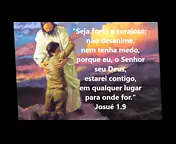 "Seja forte e corajoso;
não desanime,
nem tenha medo,
porque eu, o Senhor
seu Deus,
estarei contigo,
em qualquer lugar
para onde for."
Josué 1.9